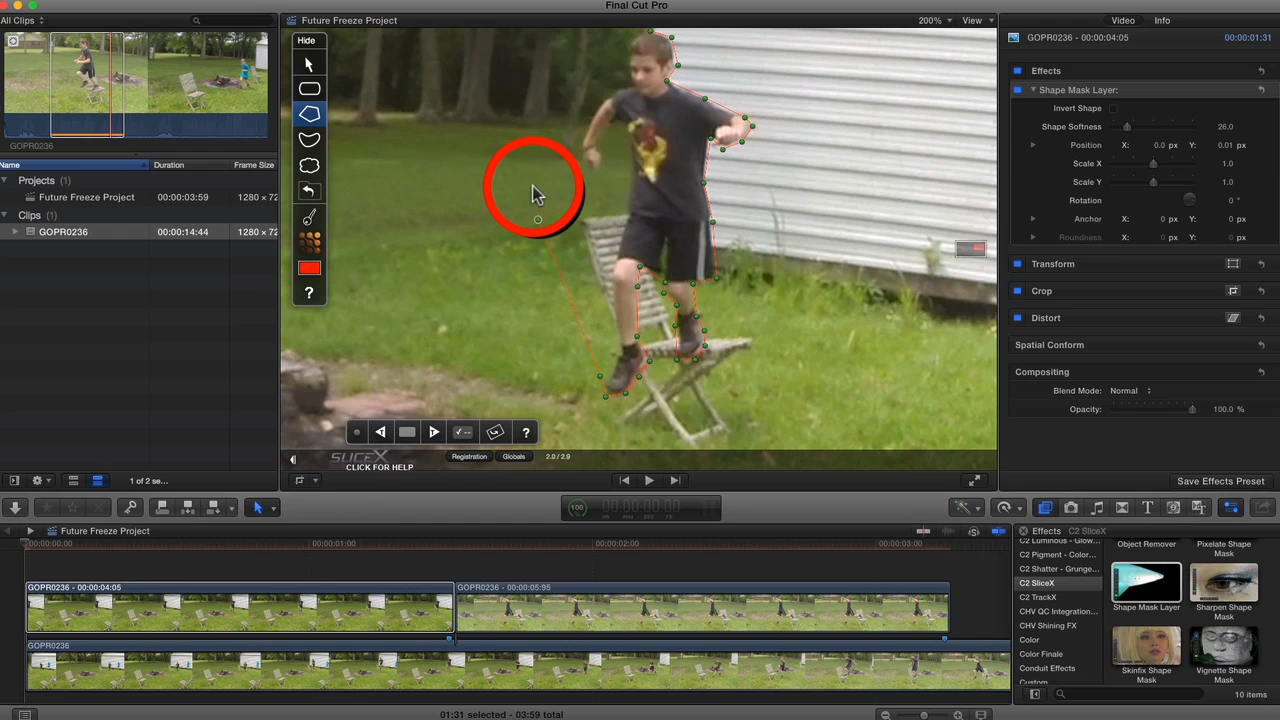 Final Cut Pro
All Clips
GOPR0236
Name Duration Frame Size
Projects (1)
Future Freeze Project 00:00:03:59 1280 × 72
Clips (1)
GOPR0236 00:00:14:44 1280 × 72
1 of 2 se...
Future Freeze Project 200% View
Hide
?
?
SLICEX
CLICK FOR HELP
Registration Globals 2.0 / 2.9
Video Info
GOPR0236 - 00:00:04:05 00:00:01:31
Effects
Shape Mask Layer:
Invert Shape
Shape Softness 26.0
Position X: 0.0 px Y: 0.01
Scale X 1.0
Scale Y 1.0
Rotation 0 °
Anchor X: 0 px Y: 0 px
Roundness X: 0 px Y: 0 px
Transform
Crop
Distort
Spatial Conform
Compositing
Blend Mode: Normal
Opacity: 100.0 %
Save Effects Preset
100 00:00:00:00
Future Freeze Project
00:00:00:00 00:00:01:00 00:00:02:00 00:00:03:00
GOPR0236 - 00:00:04:05 GOPR0236 - 00:00:05:95
GOPR0236
Effects C2 SliceX
C2 Luminous - Glow...
C2 Pigment - Color...
C2 Shatter - Grunge...
C2 SliceX
C2 TrackX
CHV QC Integration...
CHV Shining FX
Color
Color Finale
Conduit Effects
Custom
Object Remover
Pixelate Shape Mask
Shape Mask Layer
Sharpen Shape Mask
Skinfix Shape Mask
Vignette Shape Mask
10 items
01:31 selected - 03:59 total